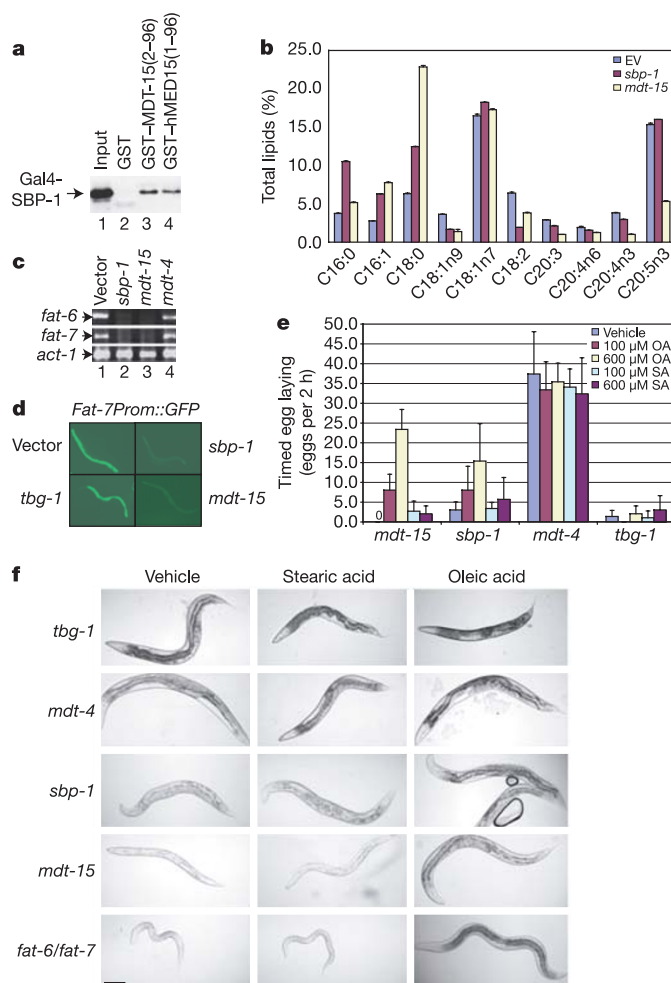 a
Input
GST
GST–MDT-15(2–96)
GST–hMED15(1–96)
Gal4-
SBP-1
1 2 3 4
b
Total lipids (%)
25.0
20.0
15.0
10.0
5.0
0.0
EV
sbp-1
mdt-15
C16:0
C16:1
C18:0
C18:1n9
C18:1n7
C18:2
C20:3
C20:4n6
C20:4n3
C20:5n3
c
Vector
sbp-1
mdt-15
mdt-4
fat-6
fat-7
act-1
1 2 3 4
d
Fat-7Prom::GFP
Vector
sbp-1
tbg-1
mdt-15
e
Timed egg laying
(eggs per 2 h)
50.0
45.0
40.0
35.0
30.0
25.0
20.0
15.0
10.0
5.0
0.0
0
Vehicle
100 µM OA
600 µM OA
100 µM SA
600 µM SA
mdt-15 sbp-1 mdt-4 tbg-1
f
Vehicle Stearic acid Oleic acid
tbg-1
mdt-4
sbp-1
mdt-15
fat-6/fat-7